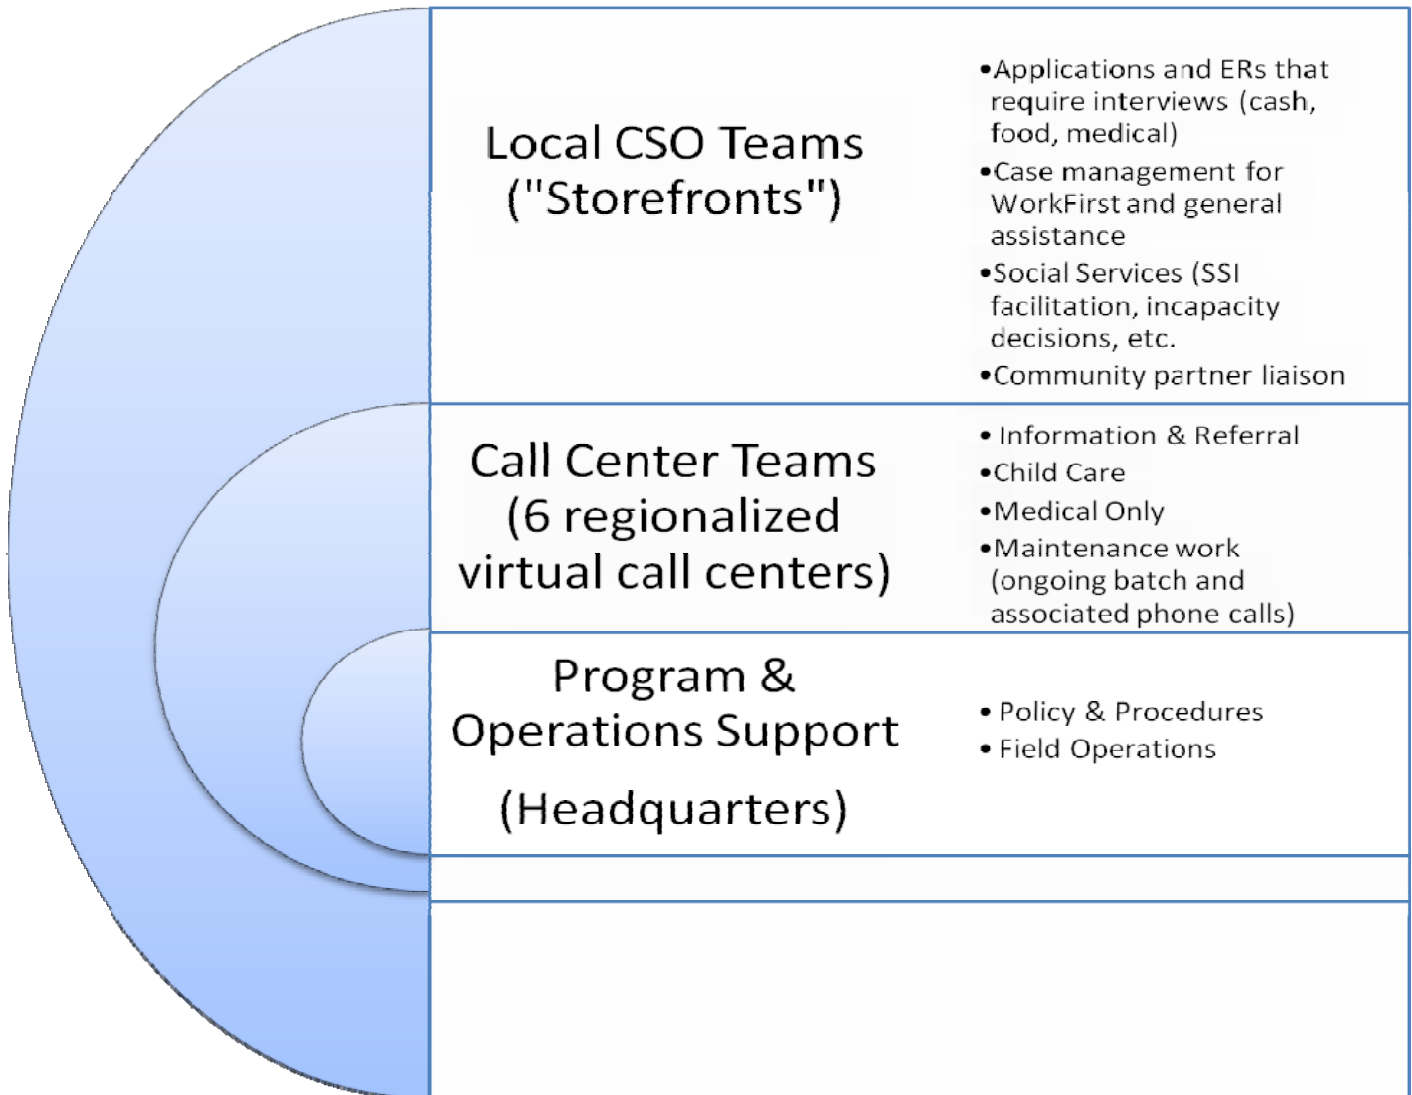 Local CSO Teams
("Storefronts")
•Applications and ERs that
require interviews (cash,
food, medical)
•Case management for
WorkFirst and general
assistance
•Social Services (SSI
facilitation, incapacity
decisions, etc.
•Community partner liaison
Call Center Teams
(6 regionalized
virtual call centers)
• Information & Referral
•Child Care
•Medical Only
•Maintenance work
(ongoing batch and
associated phone calls)
Program &
Operations Support
(Headquarters)
• Policy & Procedures
• Field Operations